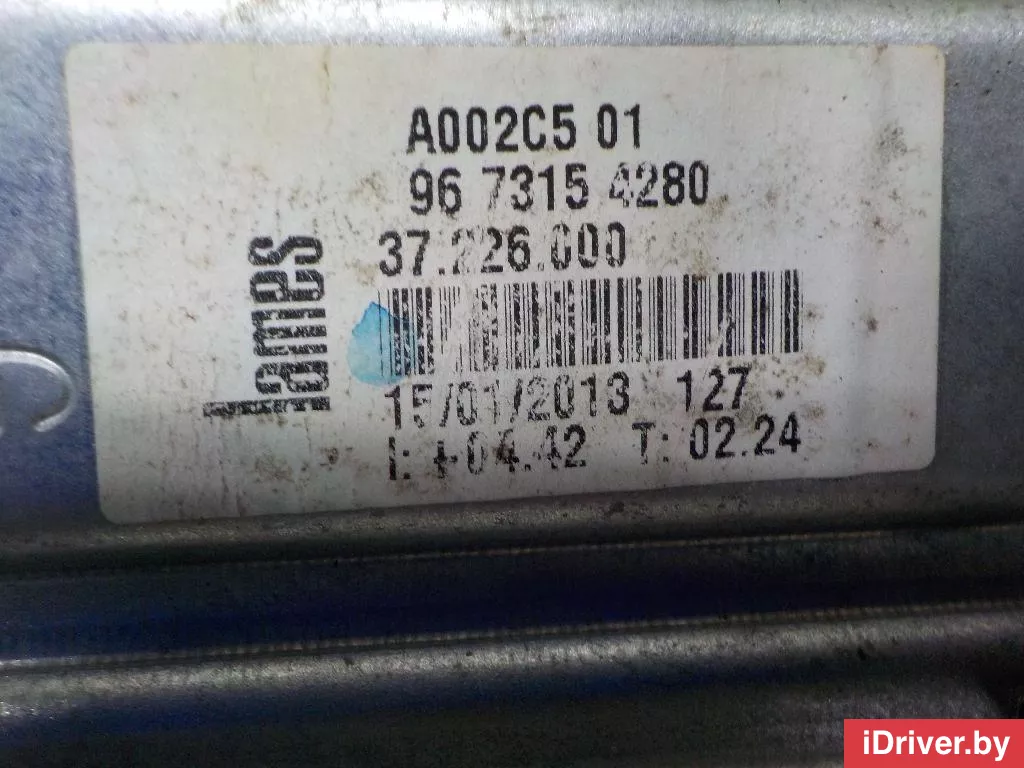 A002C5 01
96 7315 4280
37.226.000
lames
15/01/2013 127
I: +04.42 T: 02.24
iDriver.by